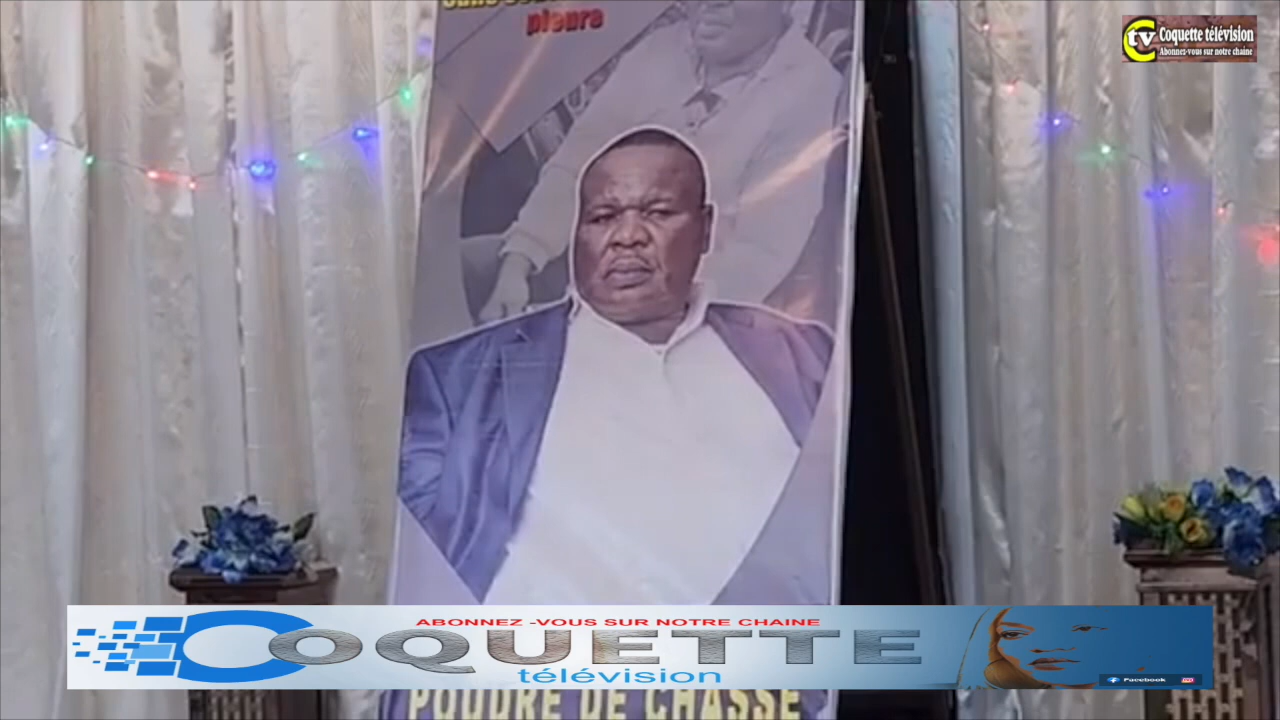 pleura
Coquette télévision
Abonnez-vous sur notre chaine
tv
ABONNEZ -VOUS SUR NOTRE CHAINE
COQUETTE
télévision
Facebook
POUDRE DE CHASSE